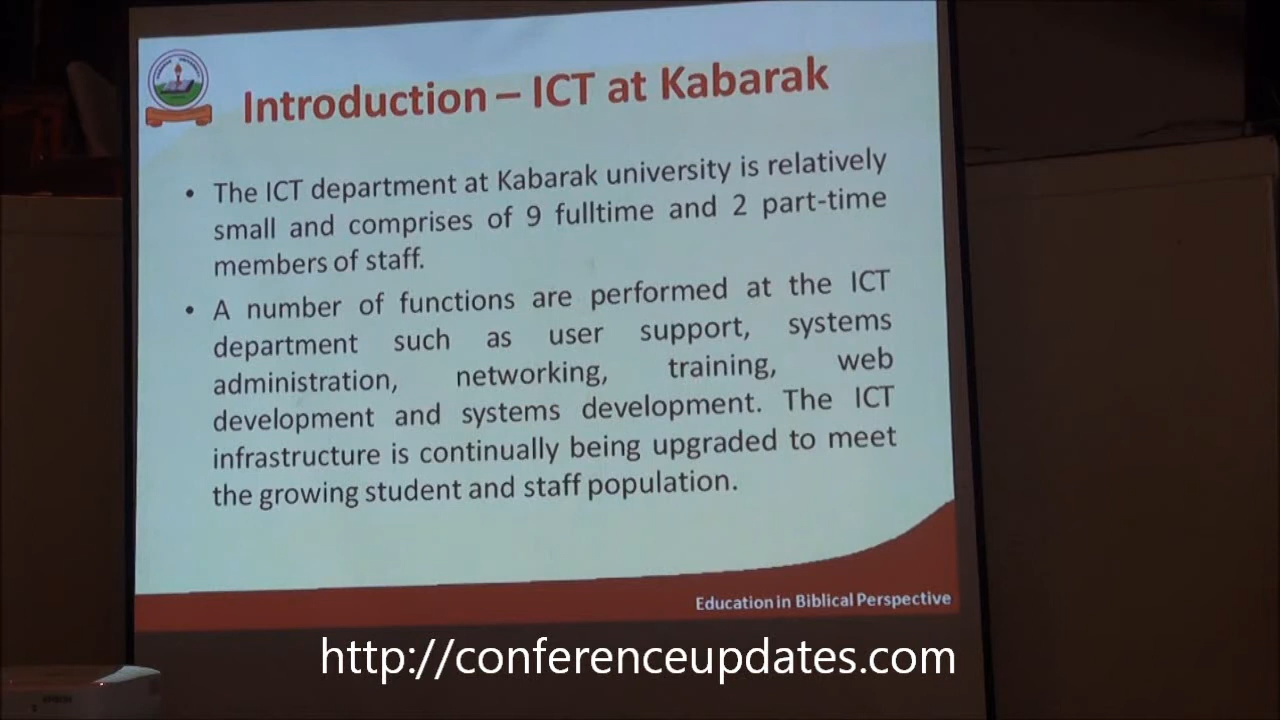 Introduction – ICT at Kabarak
• The ICT department at Kabarak university is relatively
small and comprises of 9 fulltime and 2 part-time
members of staff.
• A number of functions are performed at the ICT
department such as user support, systems
administration, networking, training, web
development and systems development. The ICT
infrastructure is continually being upgraded to meet
the growing student and staff population.
Education in Biblical Perspective
http://conferenceupdates.com